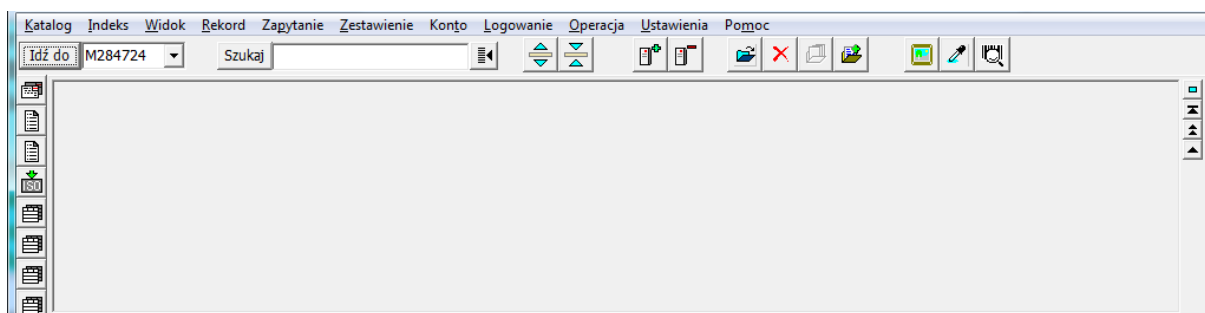 Katalog Indeks Widok Rekord Zapytanie Zestawienie Konto Logowanie Operacja Ustawienia Pomoc
Idź do M284724 Szukaj
ISO